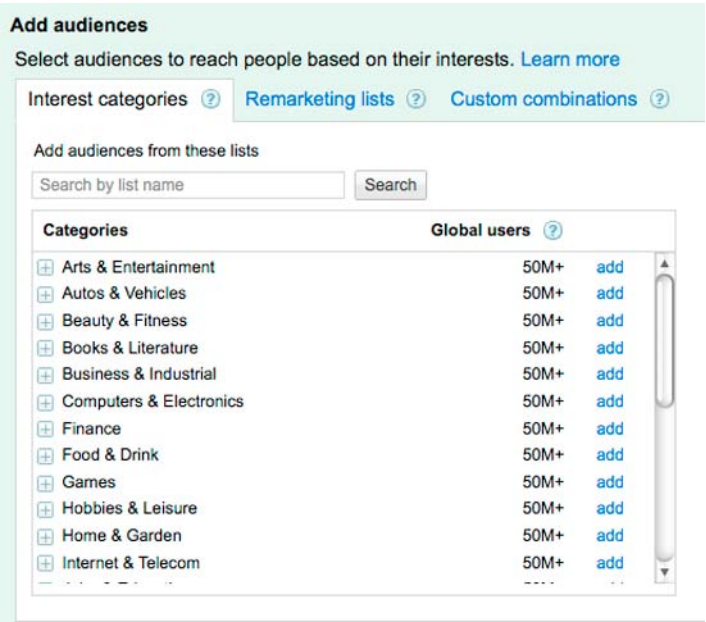 Add audiences
Select audiences to reach people based on their interests. Learn more
Interest categories ? Remarketing lists ? Custom combinations ?
Add audiences from these lists
Search by list name Search
Categories Global users ?
Arts & Entertainment 50M+ add
Autos & Vehicles 50M+ add
Beauty & Fitness 50M+ add
Books & Literature 50M+ add
Business & Industrial 50M+ add
Computers & Electronics 50M+ add
Finance 50M+ add
Food & Drink 50M+ add
Games 50M+ add
Hobbies & Leisure 50M+ add
Home & Garden 50M+ add
Internet & Telecom 50M+ add